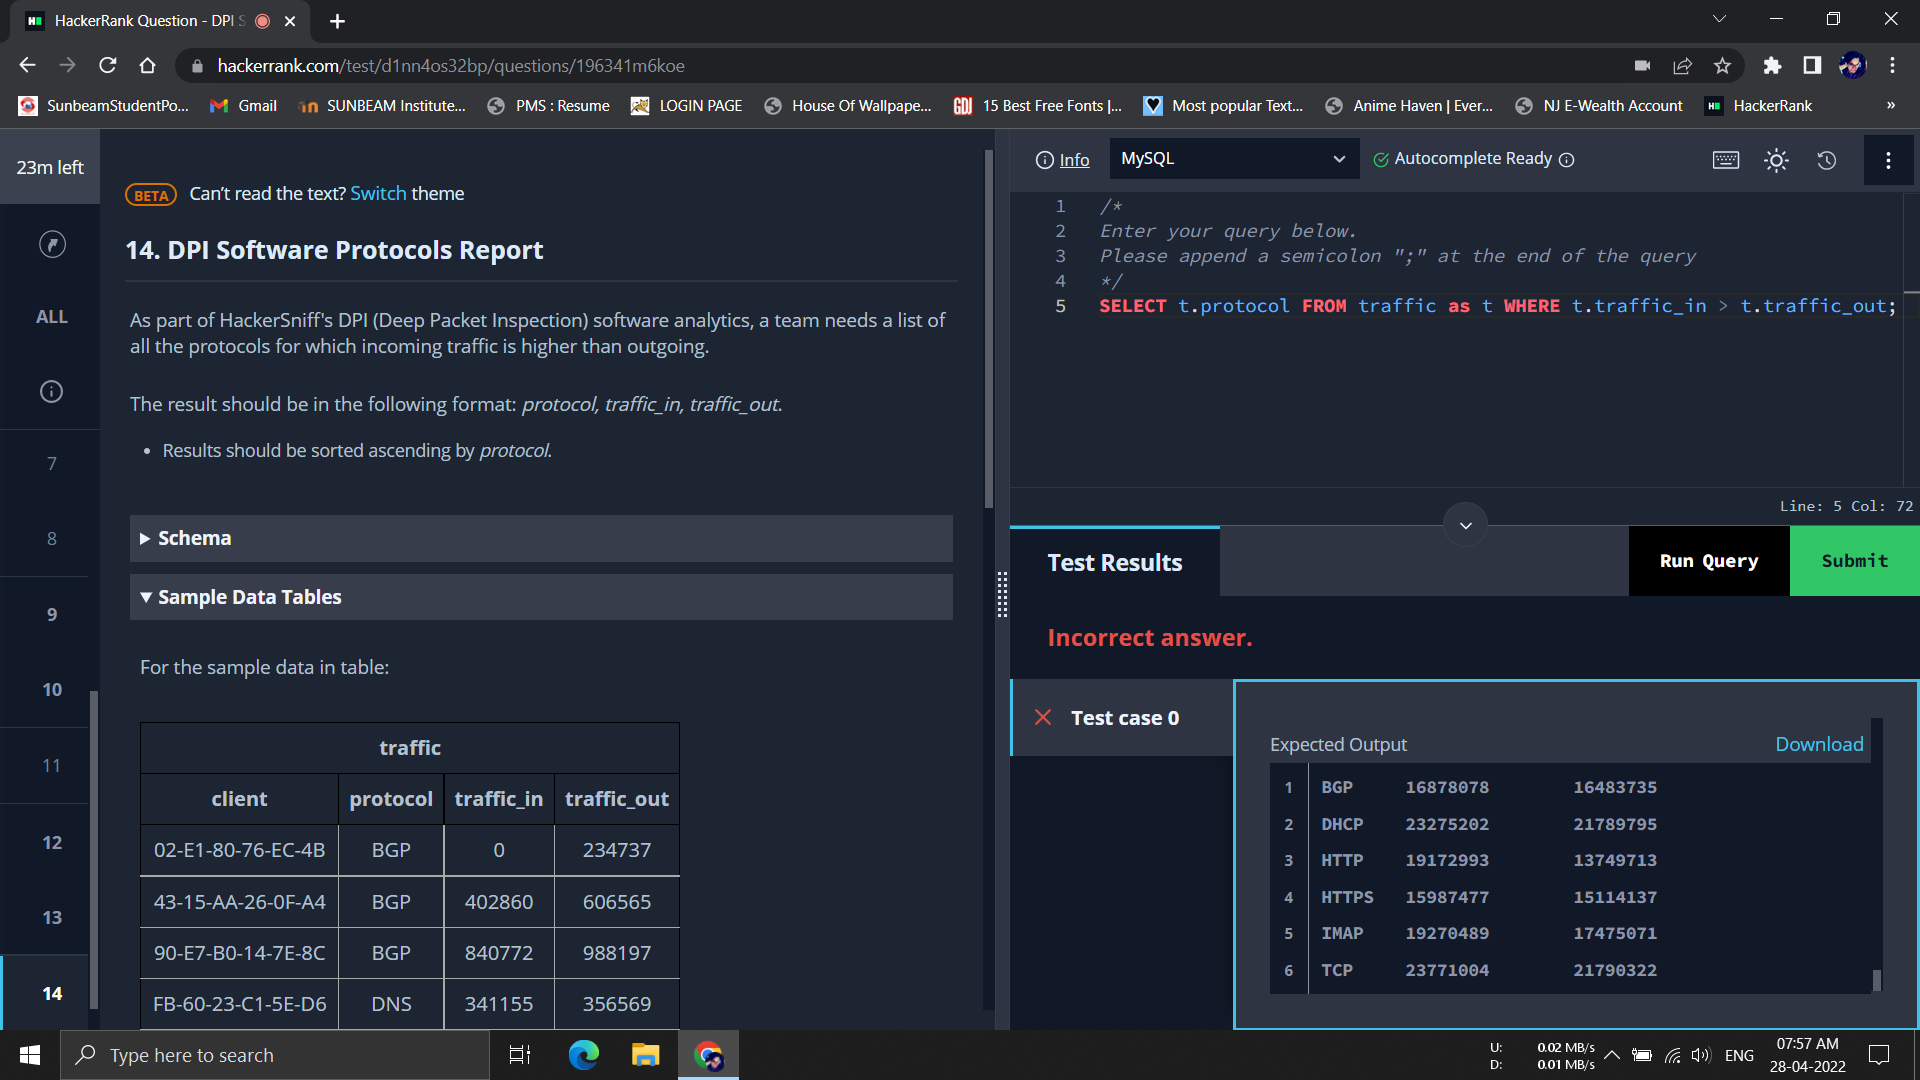 HackerRank Question - DPI S
hackerrank.com/test/d1nn4os32bp/questions/196341m6koe
SunbeamStudentPo...
Gmail
SUNBEAM Institute...
PMS : Resume
LOGIN PAGE
House Of Wallpape...
GDJ
15 Best Free Fonts |...
Most popular Text...
Anime Haven | Ever...
NJ E-Wealth Account
HackerRank
»
23m left
ALL
7
8
9
10
11
12
13
14
BETA Can't read the text? Switch theme
14. DPI Software Protocols Report
As part of HackerSniff's DPI (Deep Packet Inspection) software analytics, a team needs a list of
all the protocols for which incoming traffic is higher than outgoing.
The result should be in the following format: protocol, traffic_in, traffic_out.
• Results should be sorted ascending by protocol.
Schema
Sample Data Tables
For the sample data in table:
traffic
client protocol traffic_in traffic_out
02-E1-80-76-EC-4B BGP 0 234737
43-15-AA-26-0F-A4 BGP 402860 606565
90-E7-B0-14-7E-8C BGP 840772 988197
FB-60-23-C1-5E-D6 DNS 341155 356569
Info
MySQL
Autocomplete Ready
1 /*
2 Enter your query below.
3 Please append a semicolon ";" at the end of the query
4 */
5 SELECT t.protocol FROM traffic as t WHERE t.traffic_in > t.traffic_out;
Line: 5 Col: 72
Test Results
Run Query
Submit
Incorrect answer.
Test case 0
Expected Output
Download
1 BGP 16878078 16483735
2 DHCP 23275202 21789795
3 HTTP 19172993 13749713
4 HTTPS 15987477 15114137
5 IMAP 19270489 17475071
6 TCP 23771004 21790322
Type here to search
U: 0.02 MB/s
D: 0.01 MB/s
ENG
07:57 AM
28-04-2022